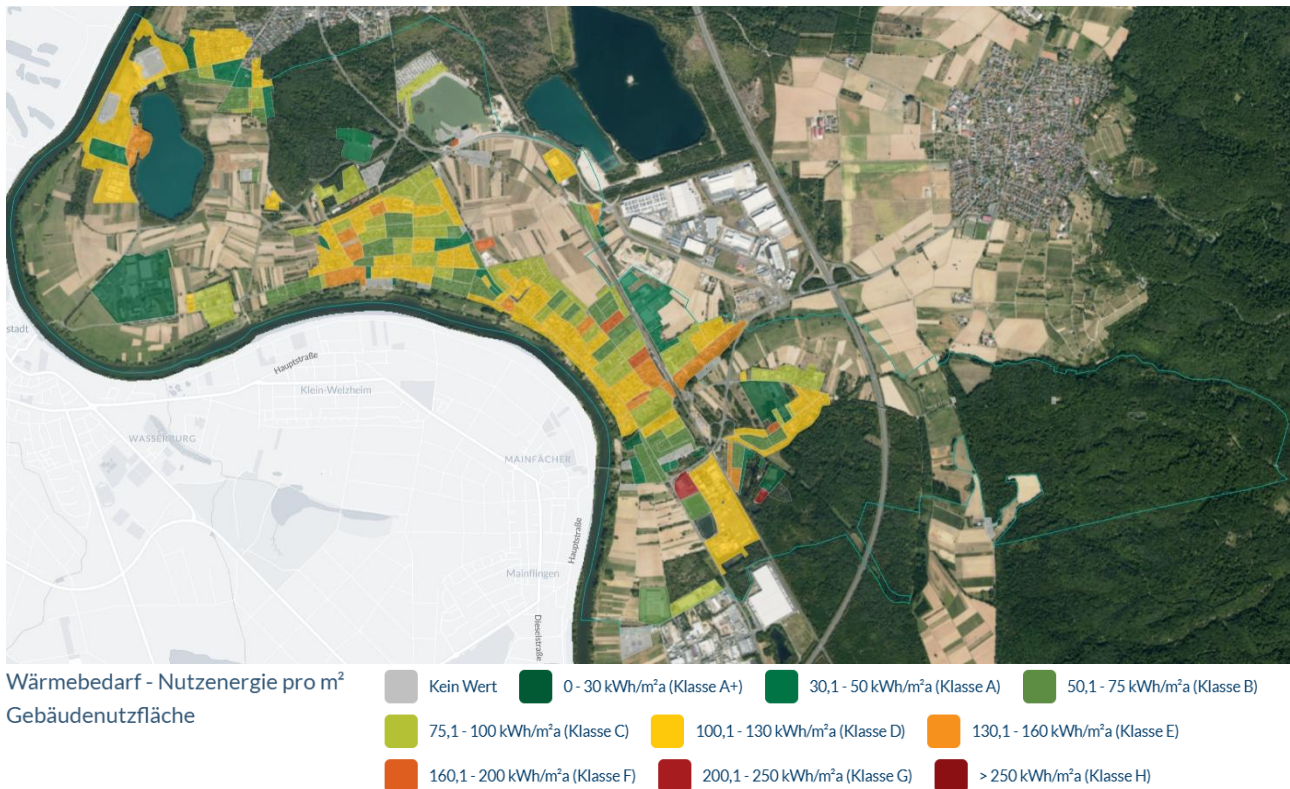 Hauptstraße
stadt
Klein-Welzheim
WASSERBURG
MAINFÄCHER
Hauptstraße
Mainflingen
Dieselstraße
Wärmebedarf - Nutzenergie pro m²
Gebäudenutzfläche
Kein Wert
0 - 30 kWh/m²a (Klasse A+)
30,1 - 50 kWh/m²a (Klasse A)
50,1 - 75 kWh/m²a (Klasse B)
75,1 - 100 kWh/m²a (Klasse C)
100,1 - 130 kWh/m²a (Klasse D)
130,1 - 160 kWh/m²a (Klasse E)
160,1 - 200 kWh/m²a (Klasse F)
200,1 - 250 kWh/m²a (Klasse G)
> 250 kWh/m²a (Klasse H)